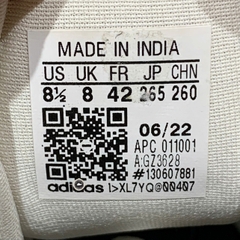 MADE IN INDIA
US UK FR JP CHN
8½ 8 42 265 260
06/22
APC 011001
A:GZ3628
#130607881
adidas 1>XL7YQ@00407